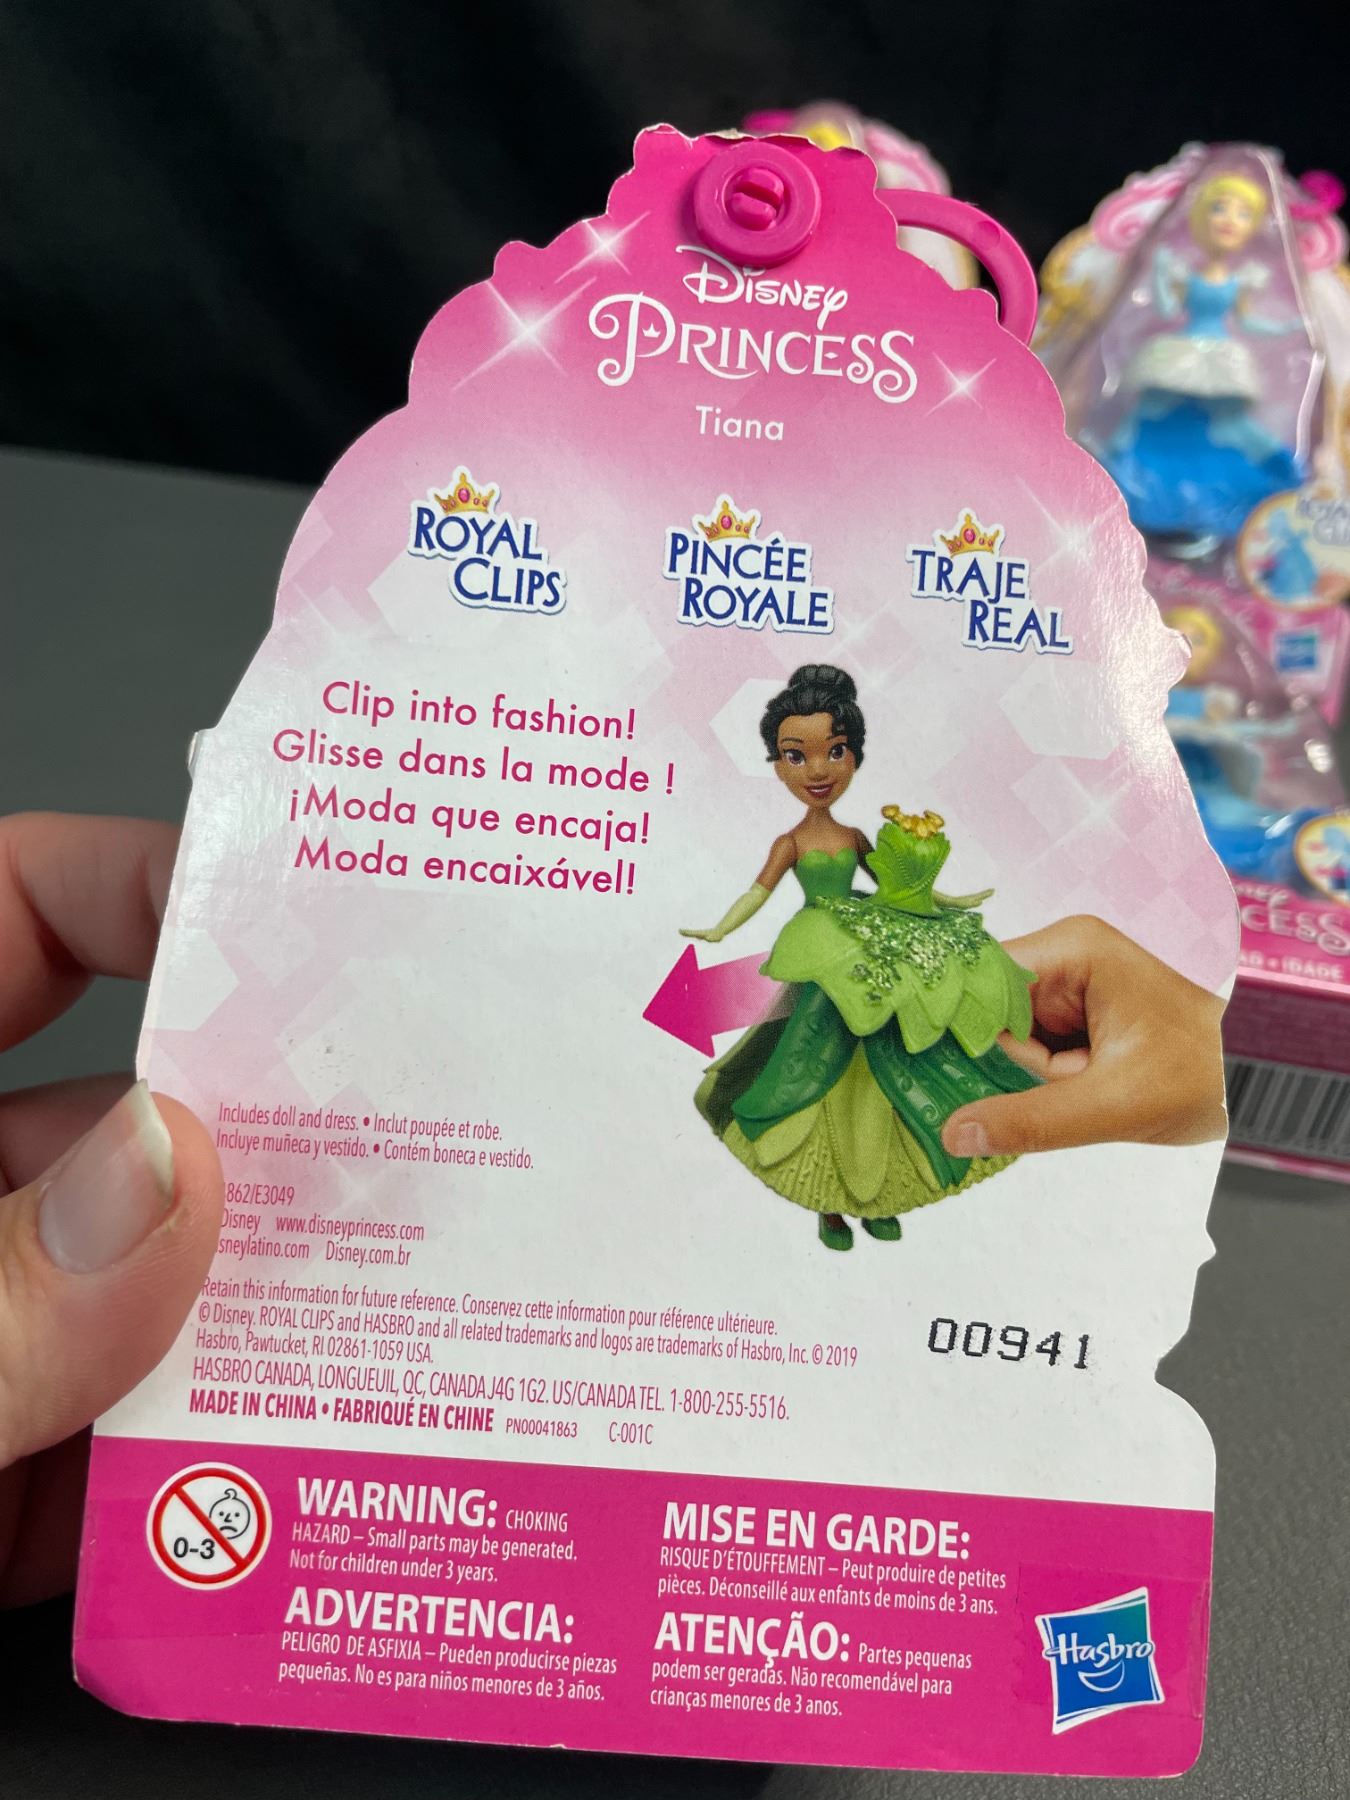 Disney
PRINCESS
Tiana
ROYAL
CLIPS
PINCÉE
ROYALE
TRAJE
REAL
Clip into fashion!
Glisse dans la mode !
¡Moda que encaja!
Moda encaixável!
Includes doll and dress. • Inclut poupée et robe.
Incluye muñeca y vestido. • Contém boneca e vestido.
862/E3049
Disney www.disneyprincess.com
sneylatino.com Disney.com.br
Retain this information for future reference. Conservez cette information pour référence ultérieure.
© Disney. ROYAL CLIPS and HASBRO and all related trademarks and logos are trademarks of Hasbro, Inc. © 2019
Hasbro, Pawtucket, RI 02861-1059 USA.
HASBRO CANADA, LONGUEUIL, QC, CANADA J4G 1G2. US/CANADA TEL. 1-800-255-5516.
MADE IN CHINA • FABRIQUÉ EN CHINE PN00041863 C-001C
00941
0-3
WARNING: CHOKING
HAZARD – Small parts may be generated.
Not for children under 3 years.
MISE EN GARDE:
RISQUE D'ÉTOUFFEMENT – Peut produire de petites
pièces. Déconseillé aux enfants de moins de 3 ans.
ADVERTENCIA:
PELIGRO DE ASFIXIA – Pueden producirse piezas
pequeñas. No es para niños menores de 3 años.
ATENÇÃO: Partes pequenas
podem ser geradas. Não recomendável para
crianças menores de 3 anos.
Hasbro
CESS
AD • IDADE